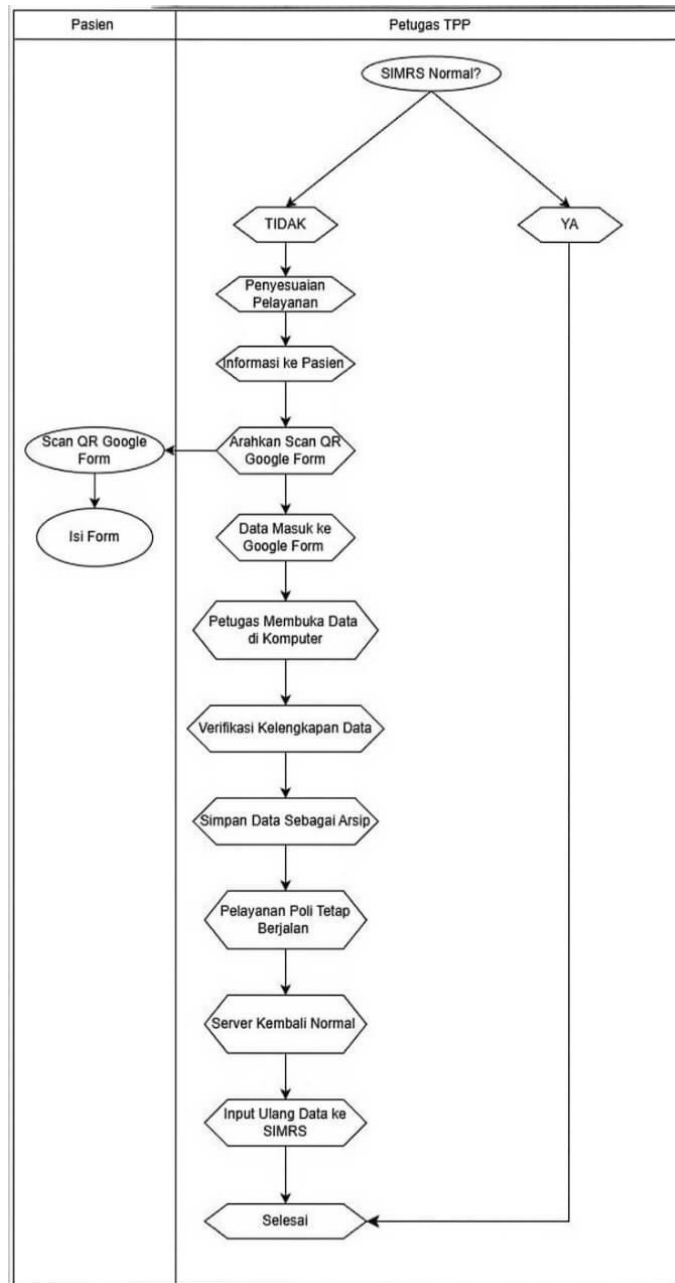 Pasien
Petugas TPP
SIMRS Normal?
TIDAK
YA
Penyesuaian
Pelayanan
Informasi ke Pasien
Scan QR Google
Form
Arahkan Scan QR
Google Form
Isi Form
Data Masuk ke
Google Form
Petugas Membuka Data
di Komputer
Verifikasi Kelengkapan Data
Simpan Data Sebagai Arsip
Pelayanan Poli Tetap
Berjalan
Server Kembali Normal
Input Ulang Data ke
SIMRS
Selesai